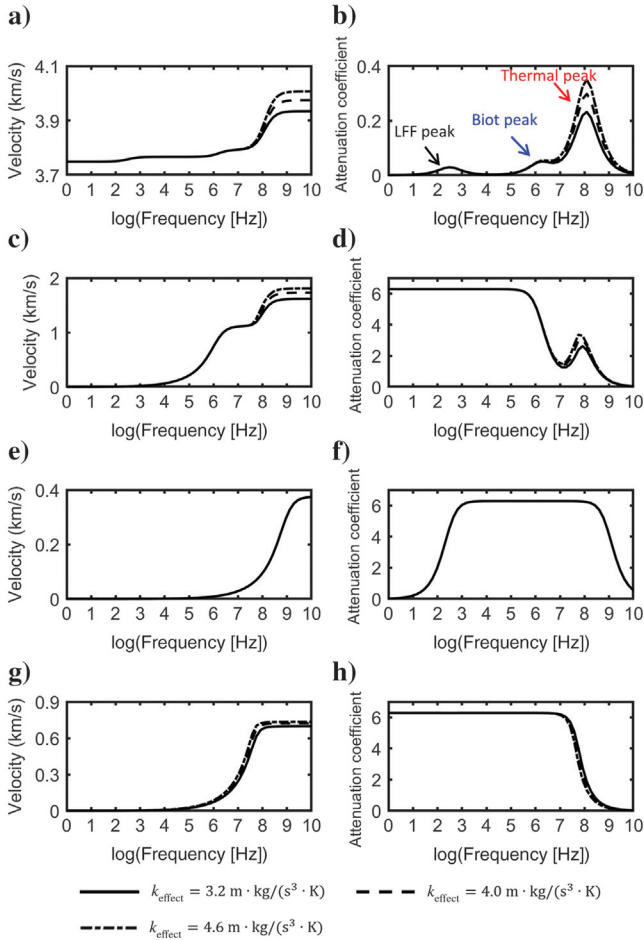 a)
b)
4.1
3.9
3.7
Velocity (km/s)
0 1 2 3 4 5 6 7 8 9 10
log(Frequency [Hz])
0.4
0.2
0
Attenuation coefficient
Thermal peak
LFF peak
Biot peak
0 1 2 3 4 5 6 7 8 9 10
log(Frequency [Hz])
c)
d)
2
1
0
Velocity (km/s)
0 1 2 3 4 5 6 7 8 9 10
log(Frequency [Hz])
6
4
2
0
Attenuation coefficient
0 1 2 3 4 5 6 7 8 9 10
log(Frequency [Hz])
e)
f)
0.4
0.2
0
Velocity (km/s)
0 1 2 3 4 5 6 7 8 9 10
log(Frequency [Hz])
6
4
2
0
Attenuation coefficient
0 1 2 3 4 5 6 7 8 9 10
log(Frequency [Hz])
g)
h)
0.9
0.6
0.3
0
Velocity (km/s)
0 1 2 3 4 5 6 7 8 9 10
log(Frequency [Hz])
6
4
2
0
Attenuation coefficient
0 1 2 3 4 5 6 7 8 9 10
log(Frequency [Hz])
k_effect = 3.2 m · kg/(s³ · K)
k_effect = 4.0 m · kg/(s³ · K)
k_effect = 4.6 m · kg/(s³ · K)